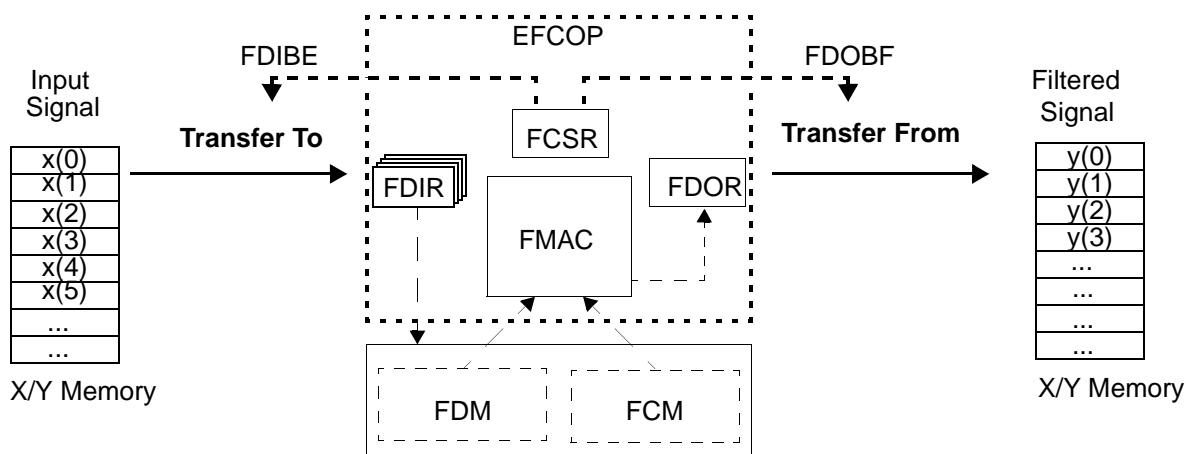 EFCOP
FDIBE
FDOBF
Input
Signal
Filtered
Signal
Transfer To
FCSR
Transfer From
x(0)
x(1)
x(2)
x(3)
x(4)
x(5)
...
...
FDIR
FMAC
FDOR
y(0)
y(1)
y(2)
y(3)
...
...
...
...
X/Y Memory
X/Y Memory
FDM
FCM